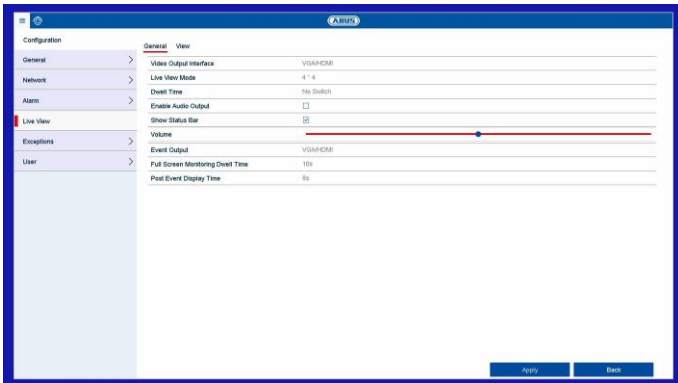 ABUS
Configuration
General
Network
Alarm
Live View
Exceptions
User
General View
Video Output Interface VGA/HDMI
Live View Mode 4 * 4
Dwell Time No Switch
Enable Audio Output
Show Status Bar
Volume
Event Output VGA/HDMI
Full Screen Monitoring Dwell Time 10s
Post Event Display Time
Apply Back